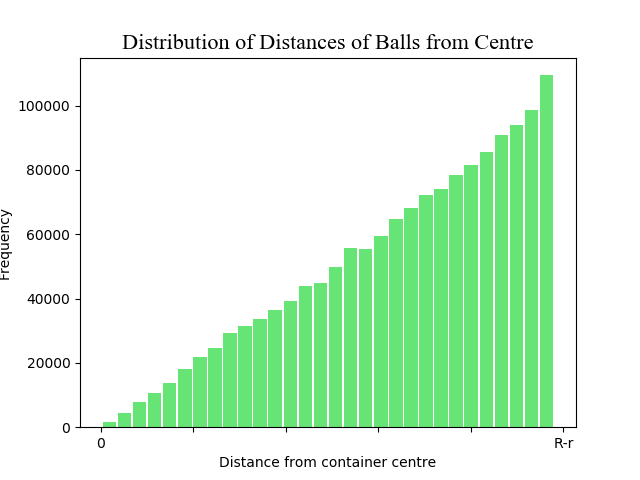 Distribution of Distances of Balls from Centre
100000
80000
60000
40000
20000
0
Frequency
0
R-r
Distance from container centre